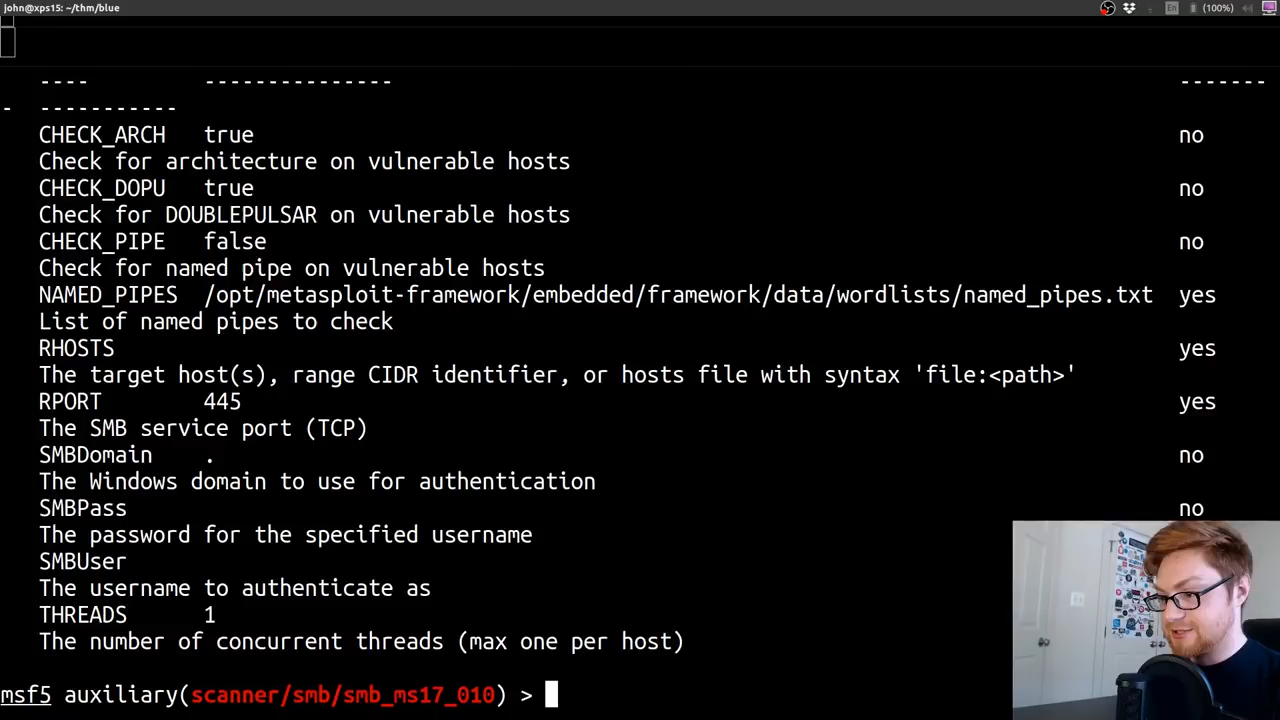 john@xps15: ~/thm/blue
En
(100%)
---- --------------- -------
- -----------
CHECK_ARCH true no
Check for architecture on vulnerable hosts
CHECK_DOPU true no
Check for DOUBLEPULSAR on vulnerable hosts
CHECK_PIPE false no
Check for named pipe on vulnerable hosts
NAMED_PIPES /opt/metasploit-framework/embedded/framework/data/wordlists/named_pipes.txt yes
List of named pipes to check
RHOSTS yes
The target host(s), range CIDR identifier, or hosts file with syntax 'file:<path>'
RPORT 445 yes
The SMB service port (TCP)
SMBDomain . no
The Windows domain to use for authentication
SMBPass no
The password for the specified username
SMBUser
The username to authenticate as
THREADS 1
The number of concurrent threads (max one per host)
msf5 auxiliary(scanner/smb/smb_ms17_010) >